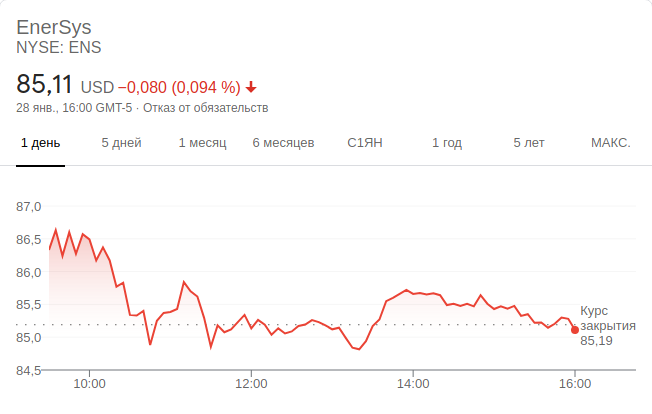 EnerSys
NYSE: ENS
85,11 USD −0,080 (0,094 %)
28 янв., 16:00 GMT-5 · Отказ от обязательств
1 день 5 дней 1 месяц 6 месяцев С1ЯН 1 год 5 лет МАКС.
87,0
86,5
86,0
85,5
85,0
84,5
Курс
закрытия
85,19
10:00 12:00 14:00 16:00